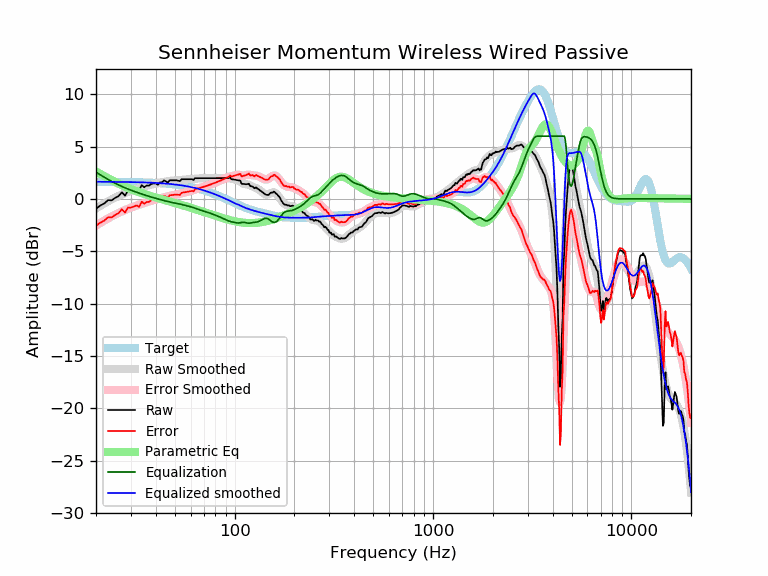 Sennheiser Momentum Wireless Wired Passive
10
5
0
−5
−10
−15
−20
−25
−30
Amplitude (dBr)
Target
Raw Smoothed
Error Smoothed
Raw
Error
Parametric Eq
Equalization
Equalized smoothed
100 1000 10000
Frequency (Hz)